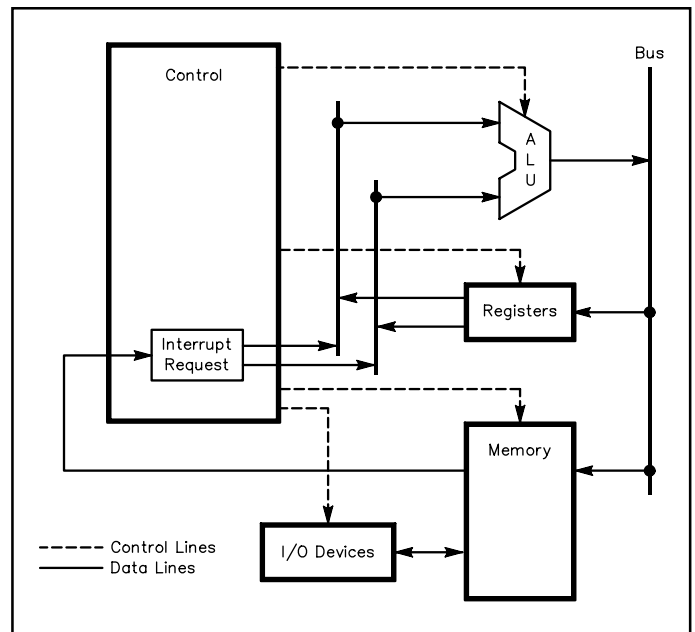 Control
Bus
A
L
U
Registers
Interrupt
Request
Memory
I/O Devices
Control Lines
Data Lines